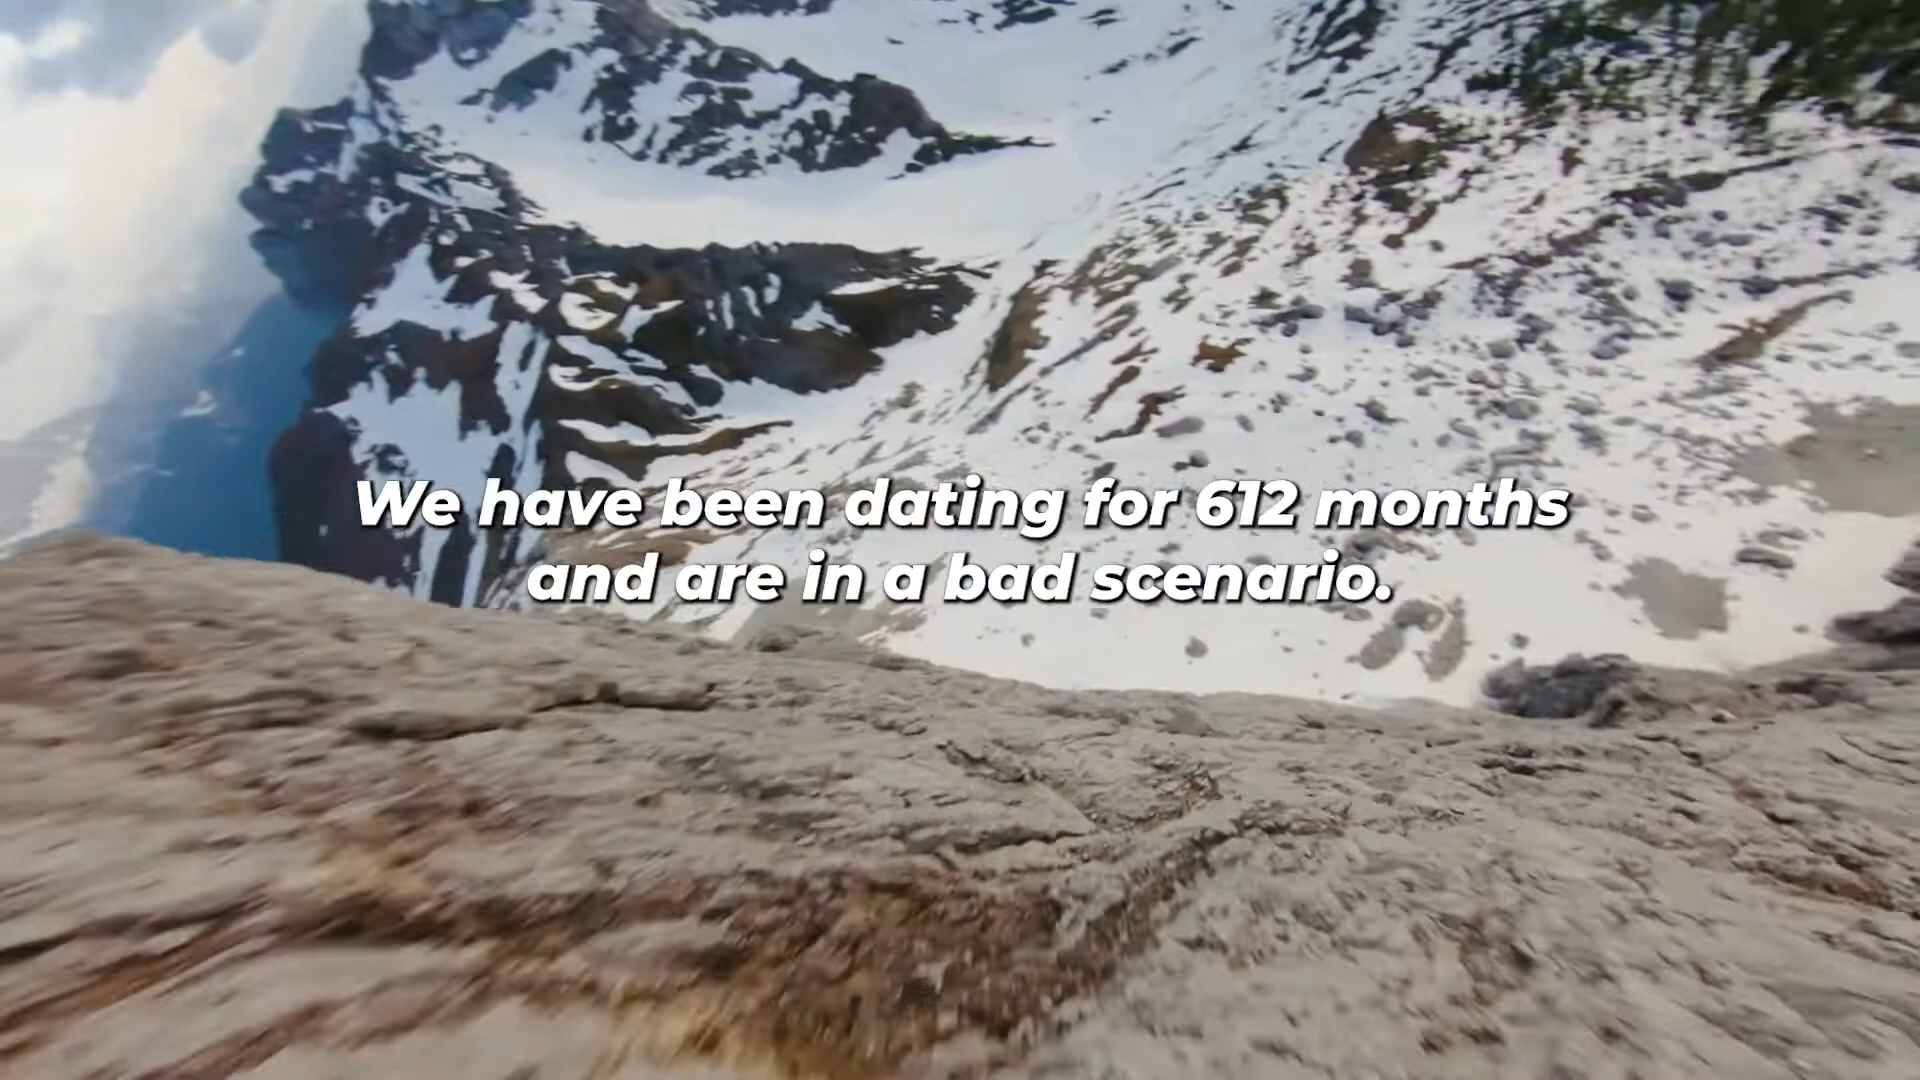 We have been dating for 612 months
and are in a bad scenario.